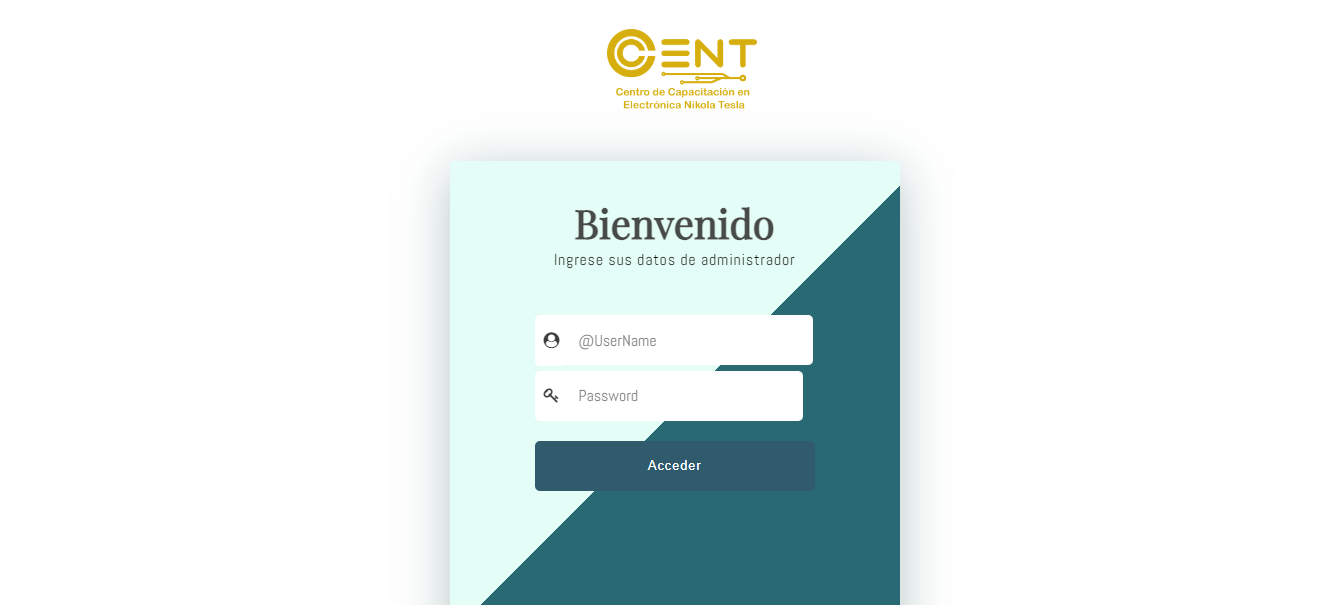 CENT
Centro de Capacitación en
Electrónica Nikola Tesla
Bienvenido
Ingrese sus datos de administrador
@UserName
Password
Acceder